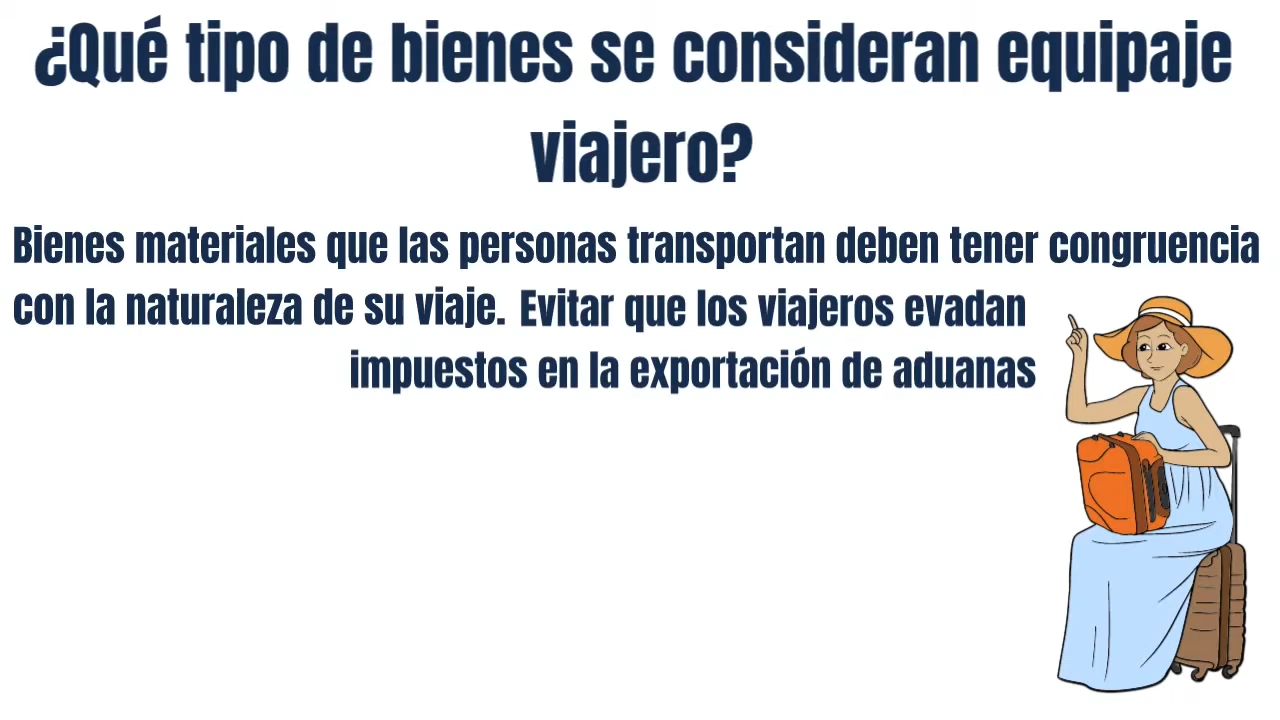 ¿Qué tipo de bienes se consideran equipaje
viajero?
Bienes materiales que las personas transportan deben tener congruencia
con la naturaleza de su viaje. Evitar que los viajeros evadan
impuestos en la exportación de aduanas